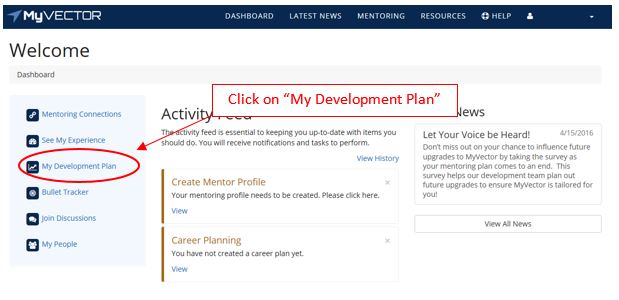 MyVECTOR
DASHBOARD LATEST NEWS MENTORING RESOURCES HELP
Welcome
Dashboard
Click on “My Development Plan”
Mentoring Connections
See My Experience
My Development Plan
Bullet Tracker
Join Discussions
My People
Activity Feed
The activity feed is essential to keeping you up-to-date with items you
should do. You will receive notifications and tasks to perform.
View History
Create Mentor Profile ×
Your mentoring profile needs to be created. Please click here.
View
Career Planning ×
You have not created a career plan yet.
View
News
Let Your Voice be Heard! 4/15/2016
Don't miss out on your chance to influence future
upgrades to MyVector by taking the survey as
your mentoring plan comes to an end. This
survey helps our development team plan out
future upgrades to ensure MyVector is tailored for
you!
View All News